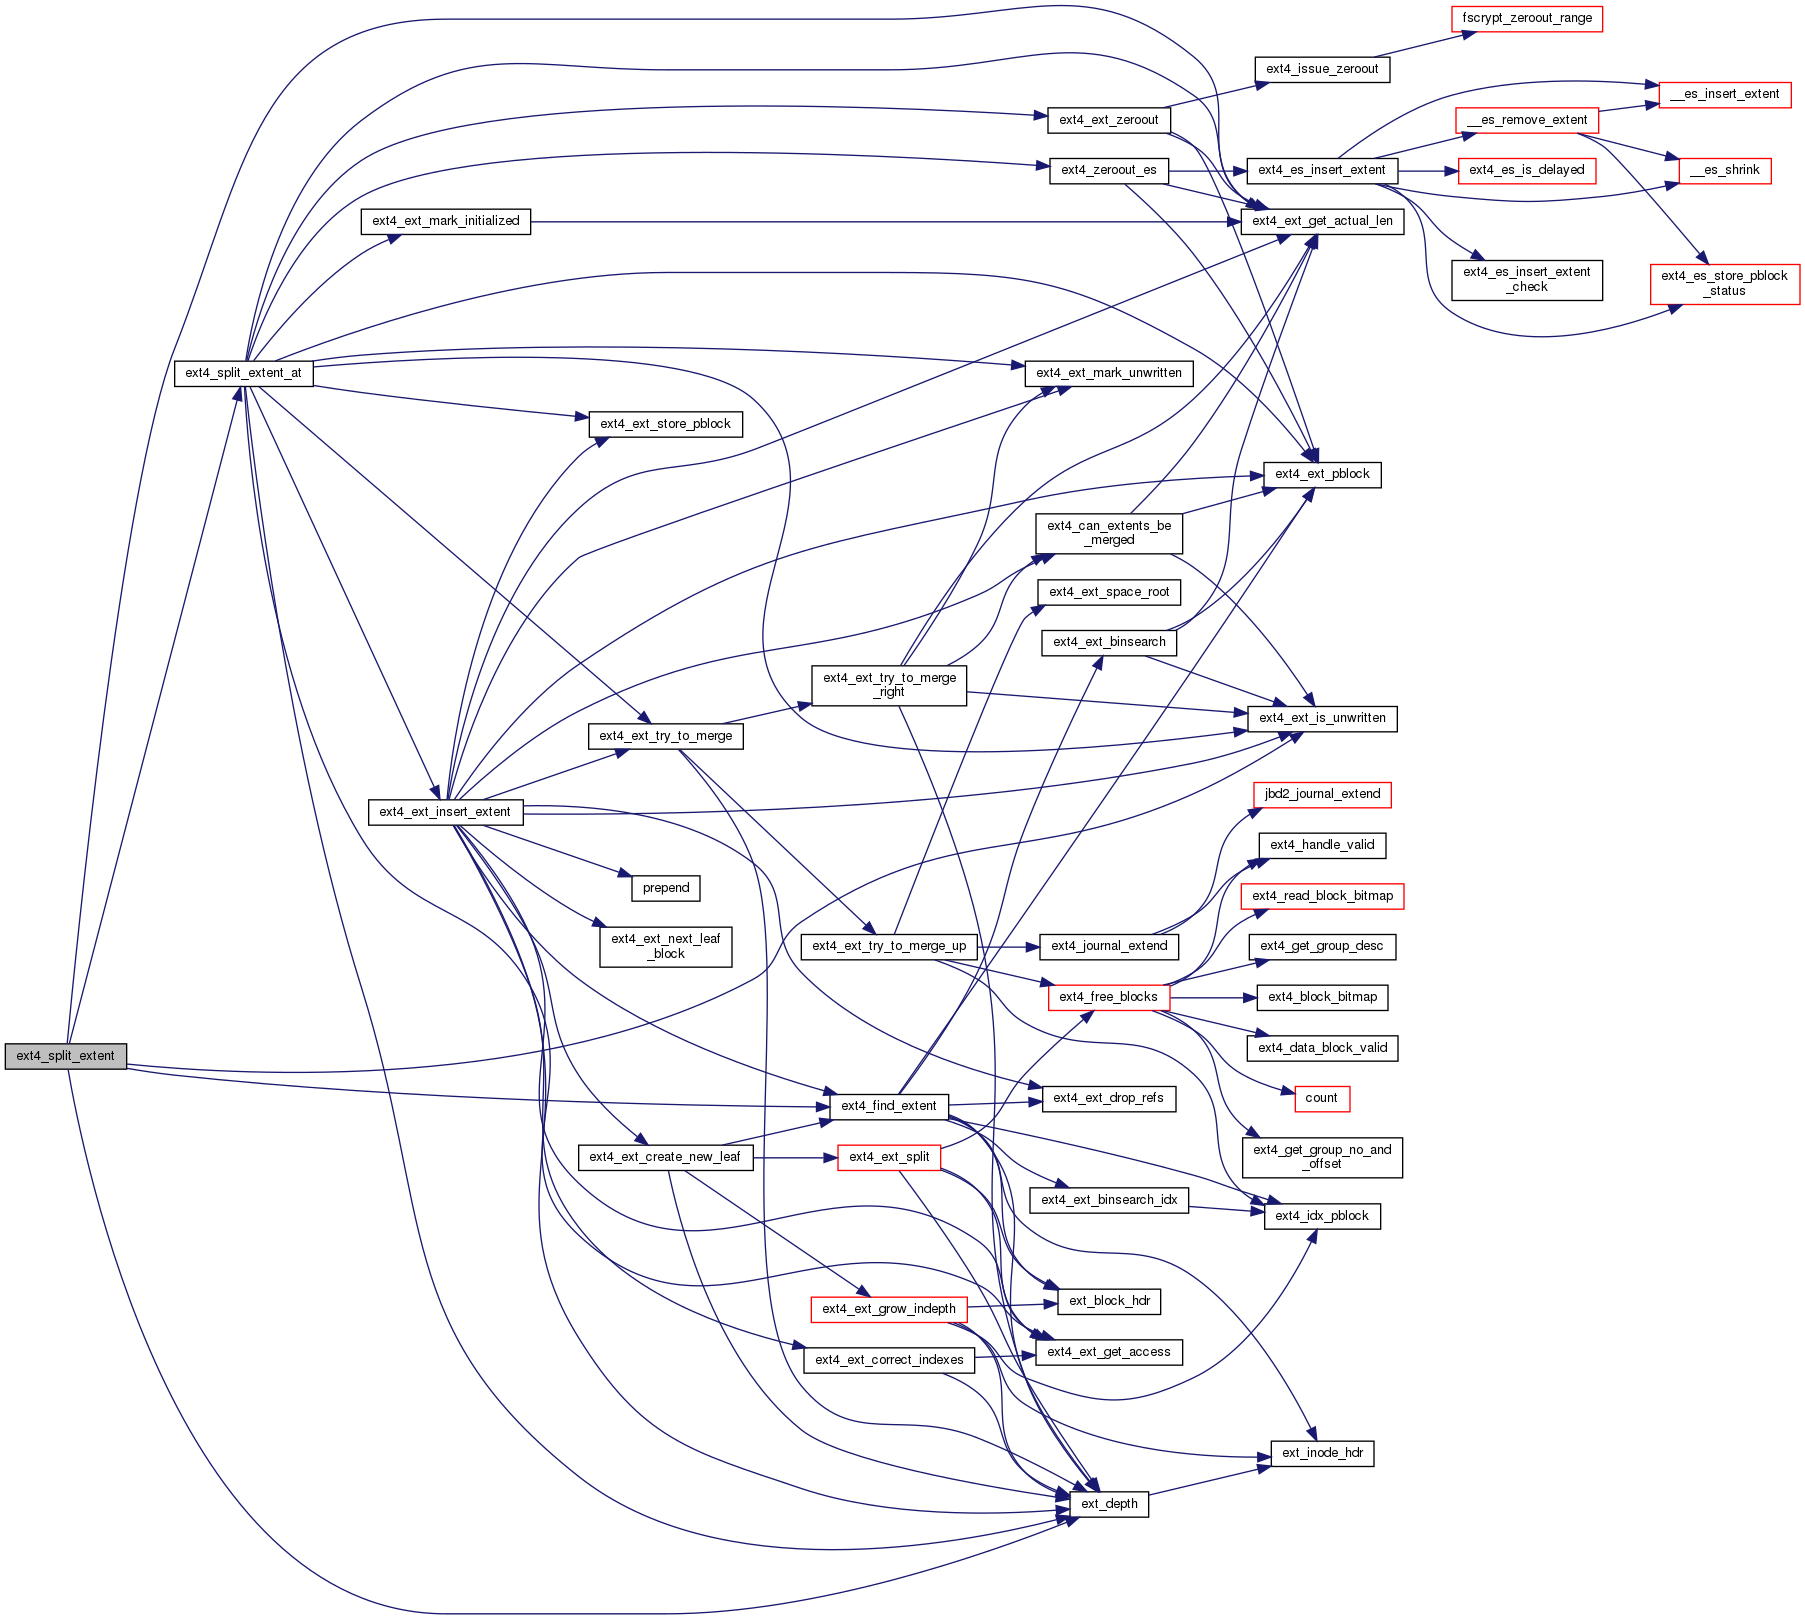 fscrypt_zeroout_range
ext4_issue_zeroout
__es_insert_extent
ext4_ext_zeroout
__es_remove_extent
ext4_zeroout_es
ext4_es_insert_extent
ext4_es_is_delayed
__es_shrink
ext4_ext_mark_initialized
ext4_ext_get_actual_len
ext4_es_insert_extent
_check
ext4_es_store_pblock
_status
ext4_split_extent_at
ext4_ext_mark_unwritten
ext4_ext_store_pblock
ext4_ext_pblock
ext4_can_extents_be
_merged
ext4_ext_space_root
ext4_ext_binsearch
ext4_ext_try_to_merge
_right
ext4_ext_is_unwritten
ext4_ext_try_to_merge
jbd2_journal_extend
ext4_ext_insert_extent
ext4_handle_valid
prepend
ext4_read_block_bitmap
ext4_ext_next_leaf
_block
ext4_ext_try_to_merge_up
ext4_journal_extend
ext4_get_group_desc
ext4_free_blocks
ext4_block_bitmap
ext4_split_extent
ext4_data_block_valid
ext4_find_extent
ext4_ext_drop_refs
count
ext4_ext_create_new_leaf
ext4_ext_split
ext4_get_group_no_and
_offset
ext4_ext_binsearch_idx
ext4_idx_pblock
ext4_ext_grow_indepth
ext_block_hdr
ext4_ext_correct_indexes
ext4_ext_get_access
ext_inode_hdr
ext_depth